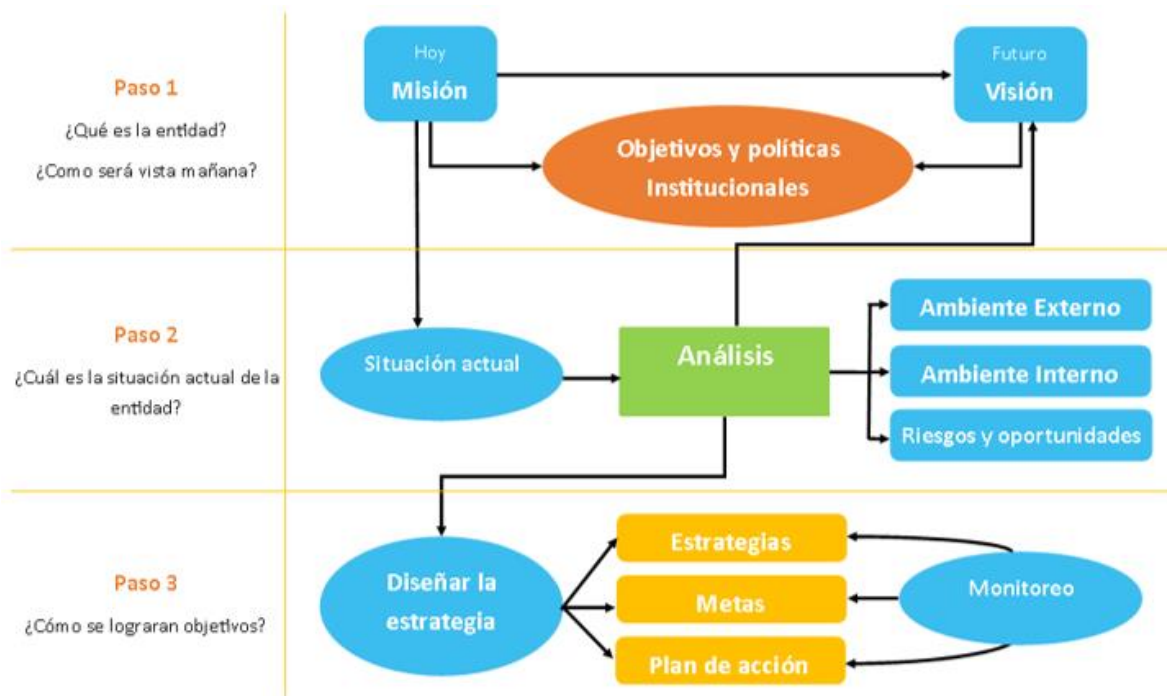 Paso 1
¿Qué es la entidad?
¿Como será vista mañana?
Hoy
Misión
Futuro
Visión
Objetivos y políticas
Institucionales
Paso 2
¿Cuál es la situación actual de la
entidad?
Situación actual
Análisis
Ambiente Externo
Ambiente Interno
Riesgos y oportunidades
Paso 3
¿Cómo se lograran objetivos?
Diseñar la
estrategia
Estrategias
Metas
Plan de acción
Monitoreo